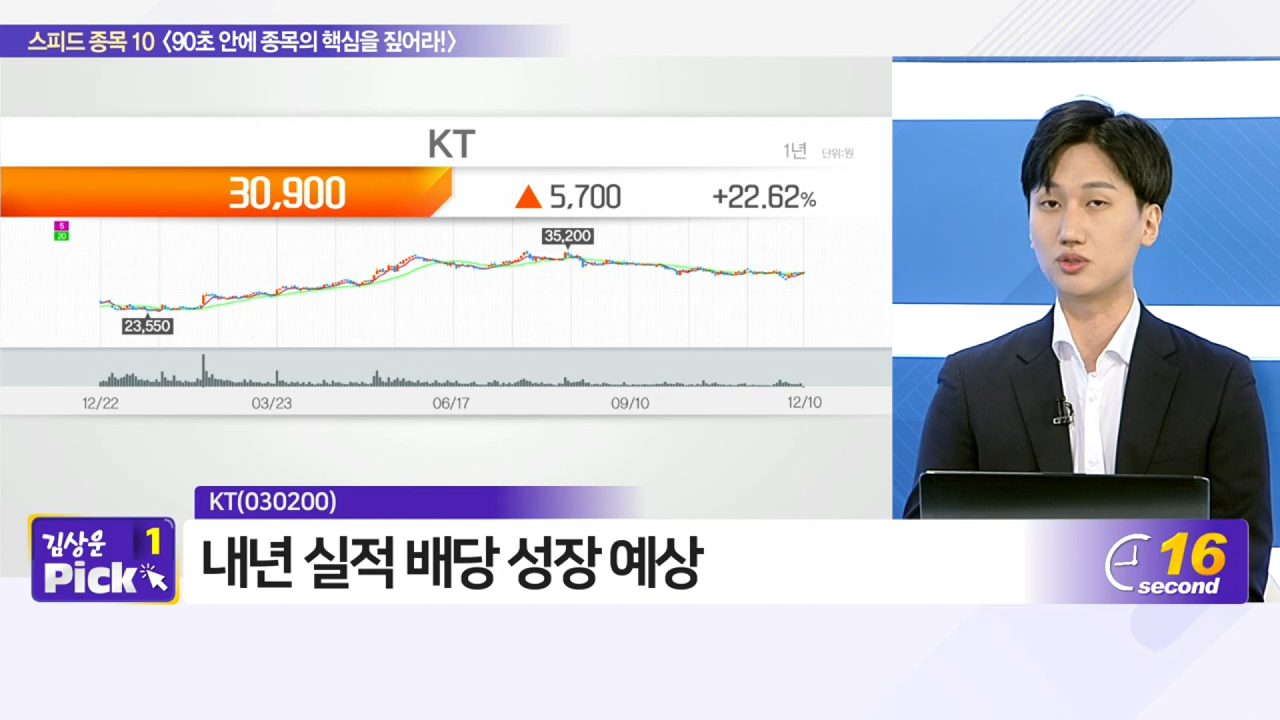 스피드 종목 10 〈90초 안에 종목의 핵심을 짚어라!〉
KT
1년 단위:원
30,900 ▲ 5,700 +22.62%
5
20
35,200
23,550
12/22 03/23 06/17 09/10 12/10
KT(030200)
김상운 1
Pick
내년 실적 배당 성장 예상
16
second